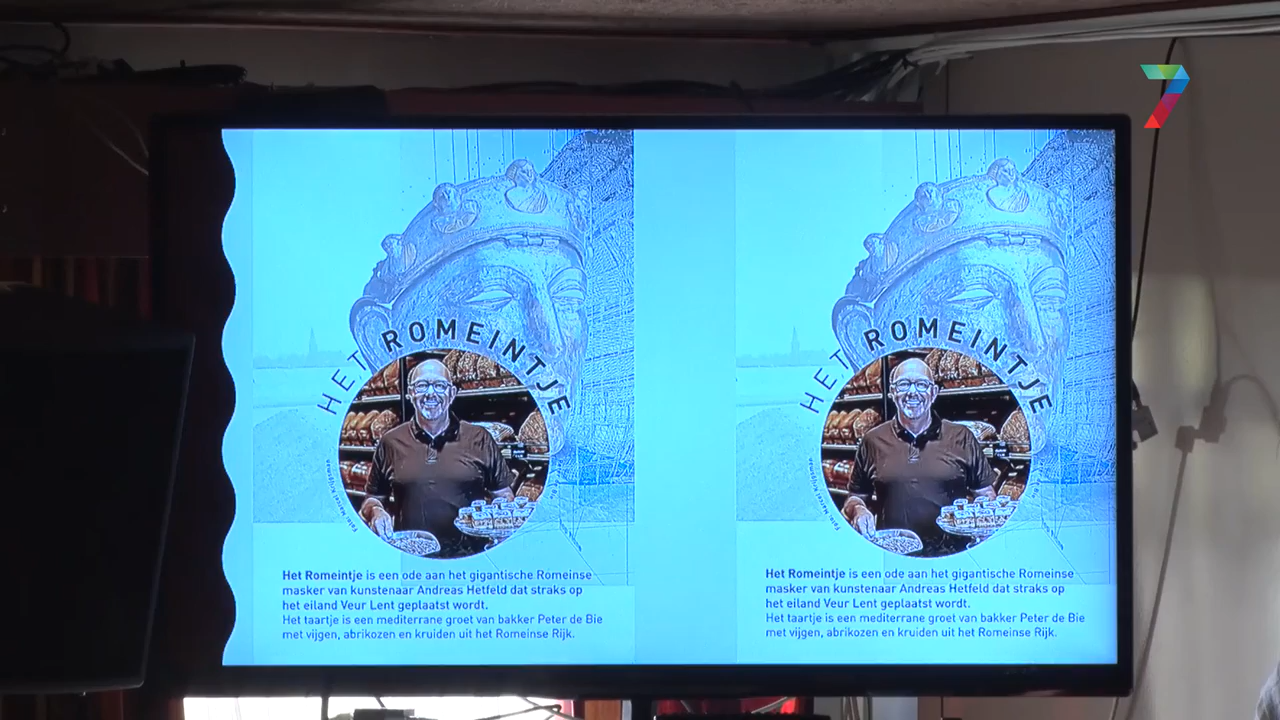 7
HET ROMEINTJE
Het Romeintje is een ode aan het gigantische Romeinse
masker van kunstenaar Andreas Hetfeld dat straks op
het eiland Veur Lent geplaatst wordt.
Het taartje is een mediterrane groet van bakker Peter de Bie
met vijgen, abrikozen en kruiden uit het Romeinse Rijk.
HET ROMEINTJE
Het Romeintje is een ode aan het gigantische Romeinse
masker van kunstenaar Andreas Hetfeld dat straks op
het eiland Veur Lent geplaatst wordt.
Het taartje is een mediterrane groet van bakker Peter de Bie
met vijgen, abrikozen en kruiden uit het Romeinse Rijk.